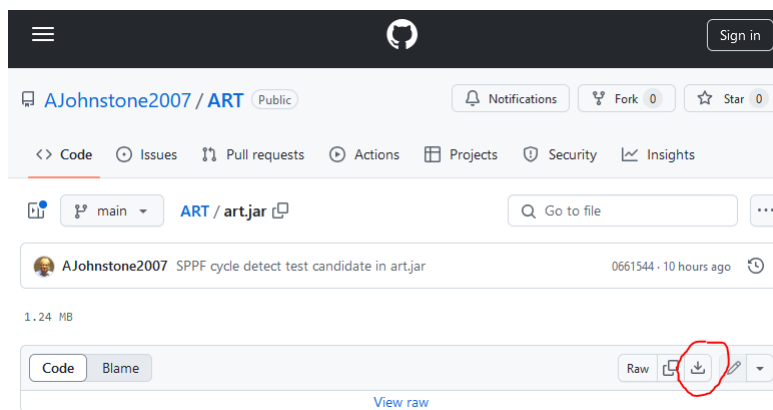 Sign in
AJohnstone2007 / ART Public Notifications Fork 0 Star 0
<> Code Issues Pull requests Actions Projects Security Insights
main ART / art.jar Go to file ...
AJohnstone2007 SPPF cycle detect test candidate in art.jar 0661544 · 10 hours ago
1.24 MB
Code Blame Raw
View raw